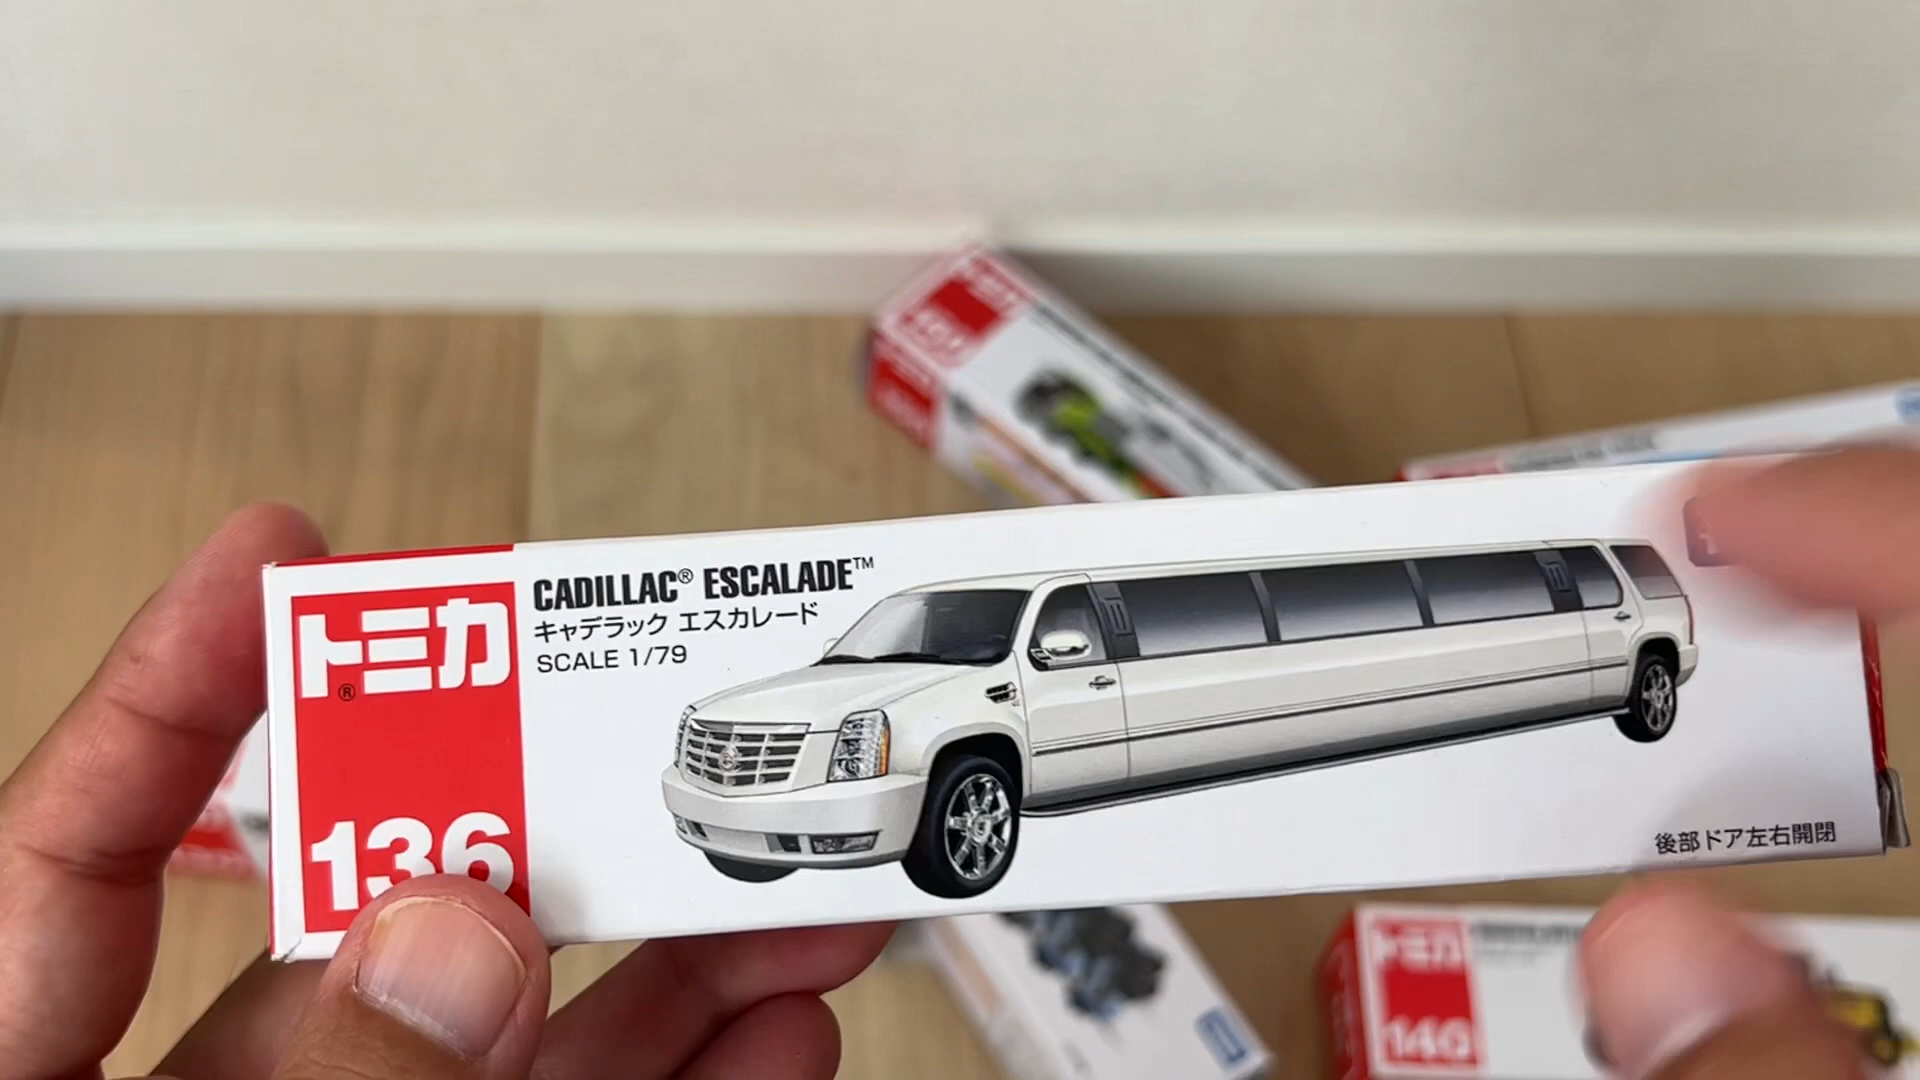 トミカ®
136
CADILLAC® ESCALADE™
キャデラック エスカレード
SCALE 1/79
後部ドア左右開閉
トミカ
140